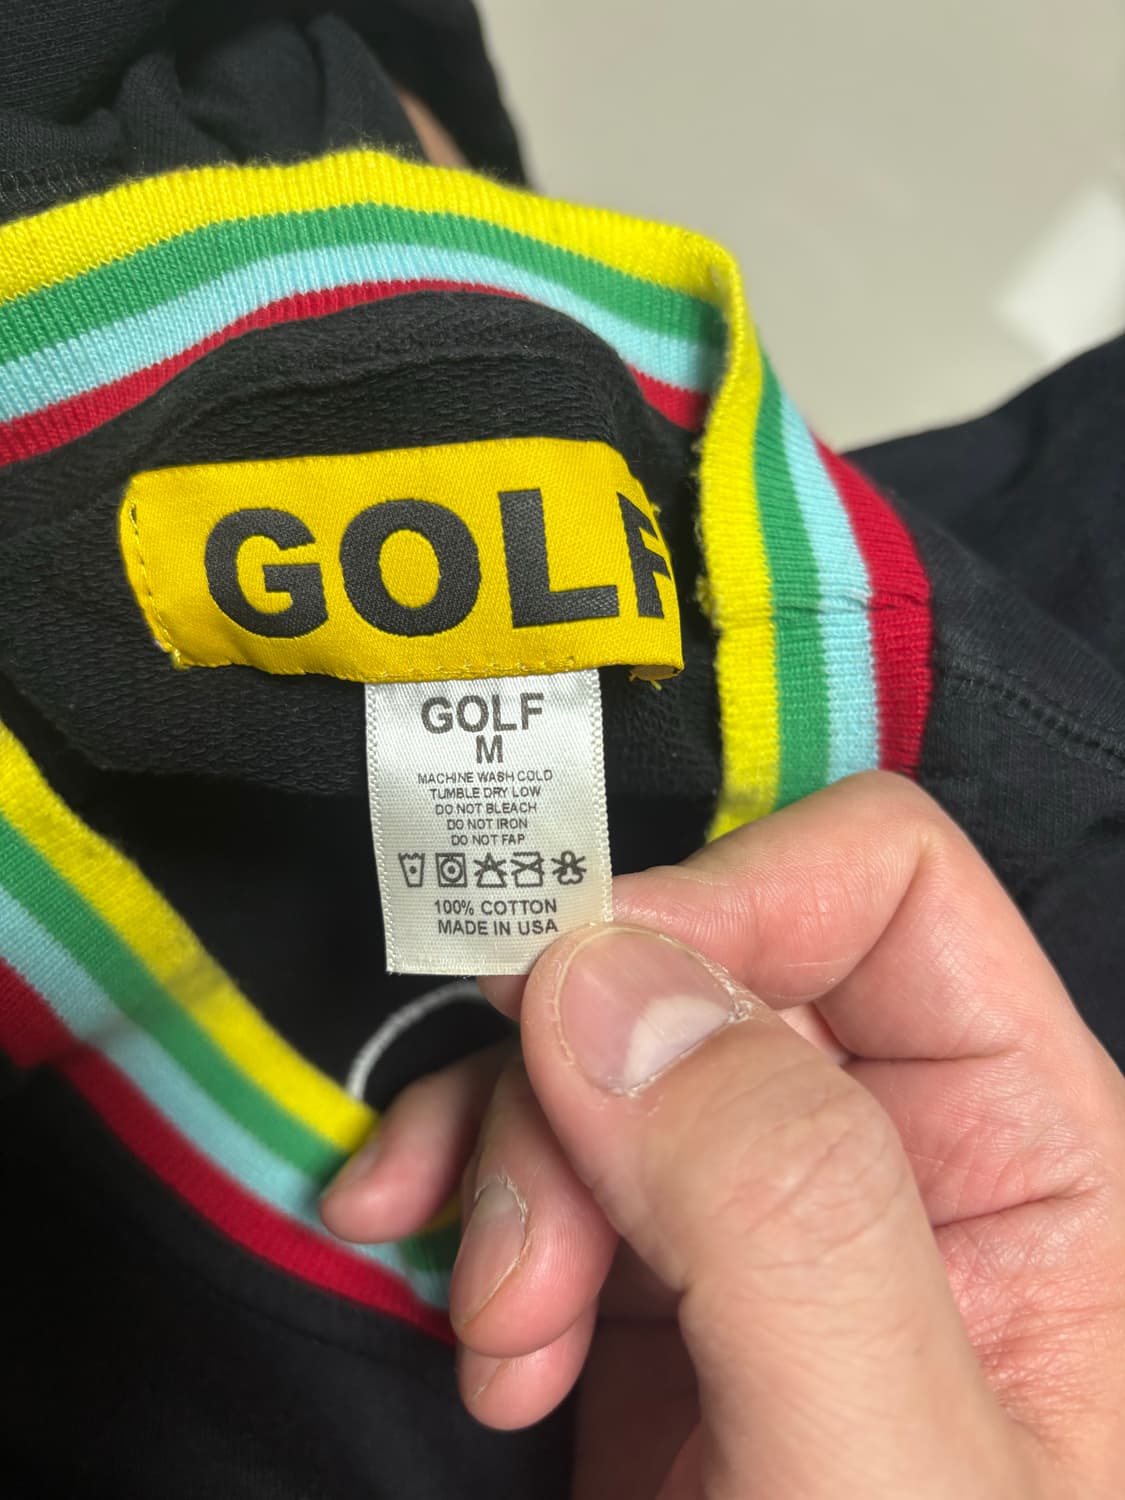 GOLF
GOLF
M
MACHINE WASH COLD
TUMBLE DRY LOW
DO NOT BLEACH
DO NOT IRON
DO NOT FAP
100% COTTON
MADE IN USA